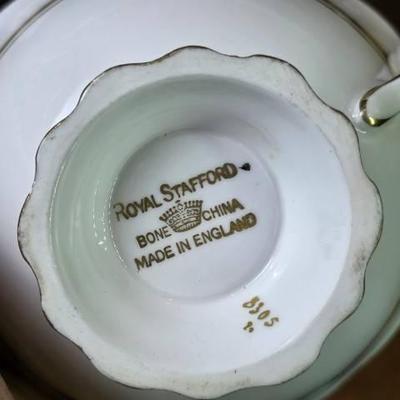 ROYAL STAFFORD
BONE CHINA
MADE IN ENGLAND
8305